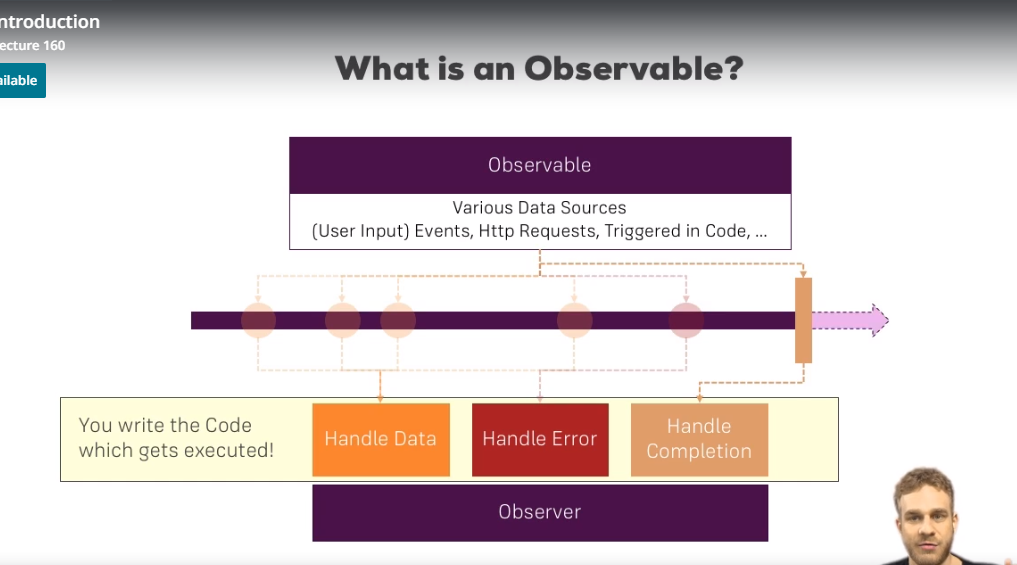 ntroduction
ecture 160
ailable
What is an Observable?
Observable
Various Data Sources
(User Input) Events, Http Requests, Triggered in Code, ...
You write the Code
which gets executed!
Handle Data
Handle Error
Handle
Completion
Observer